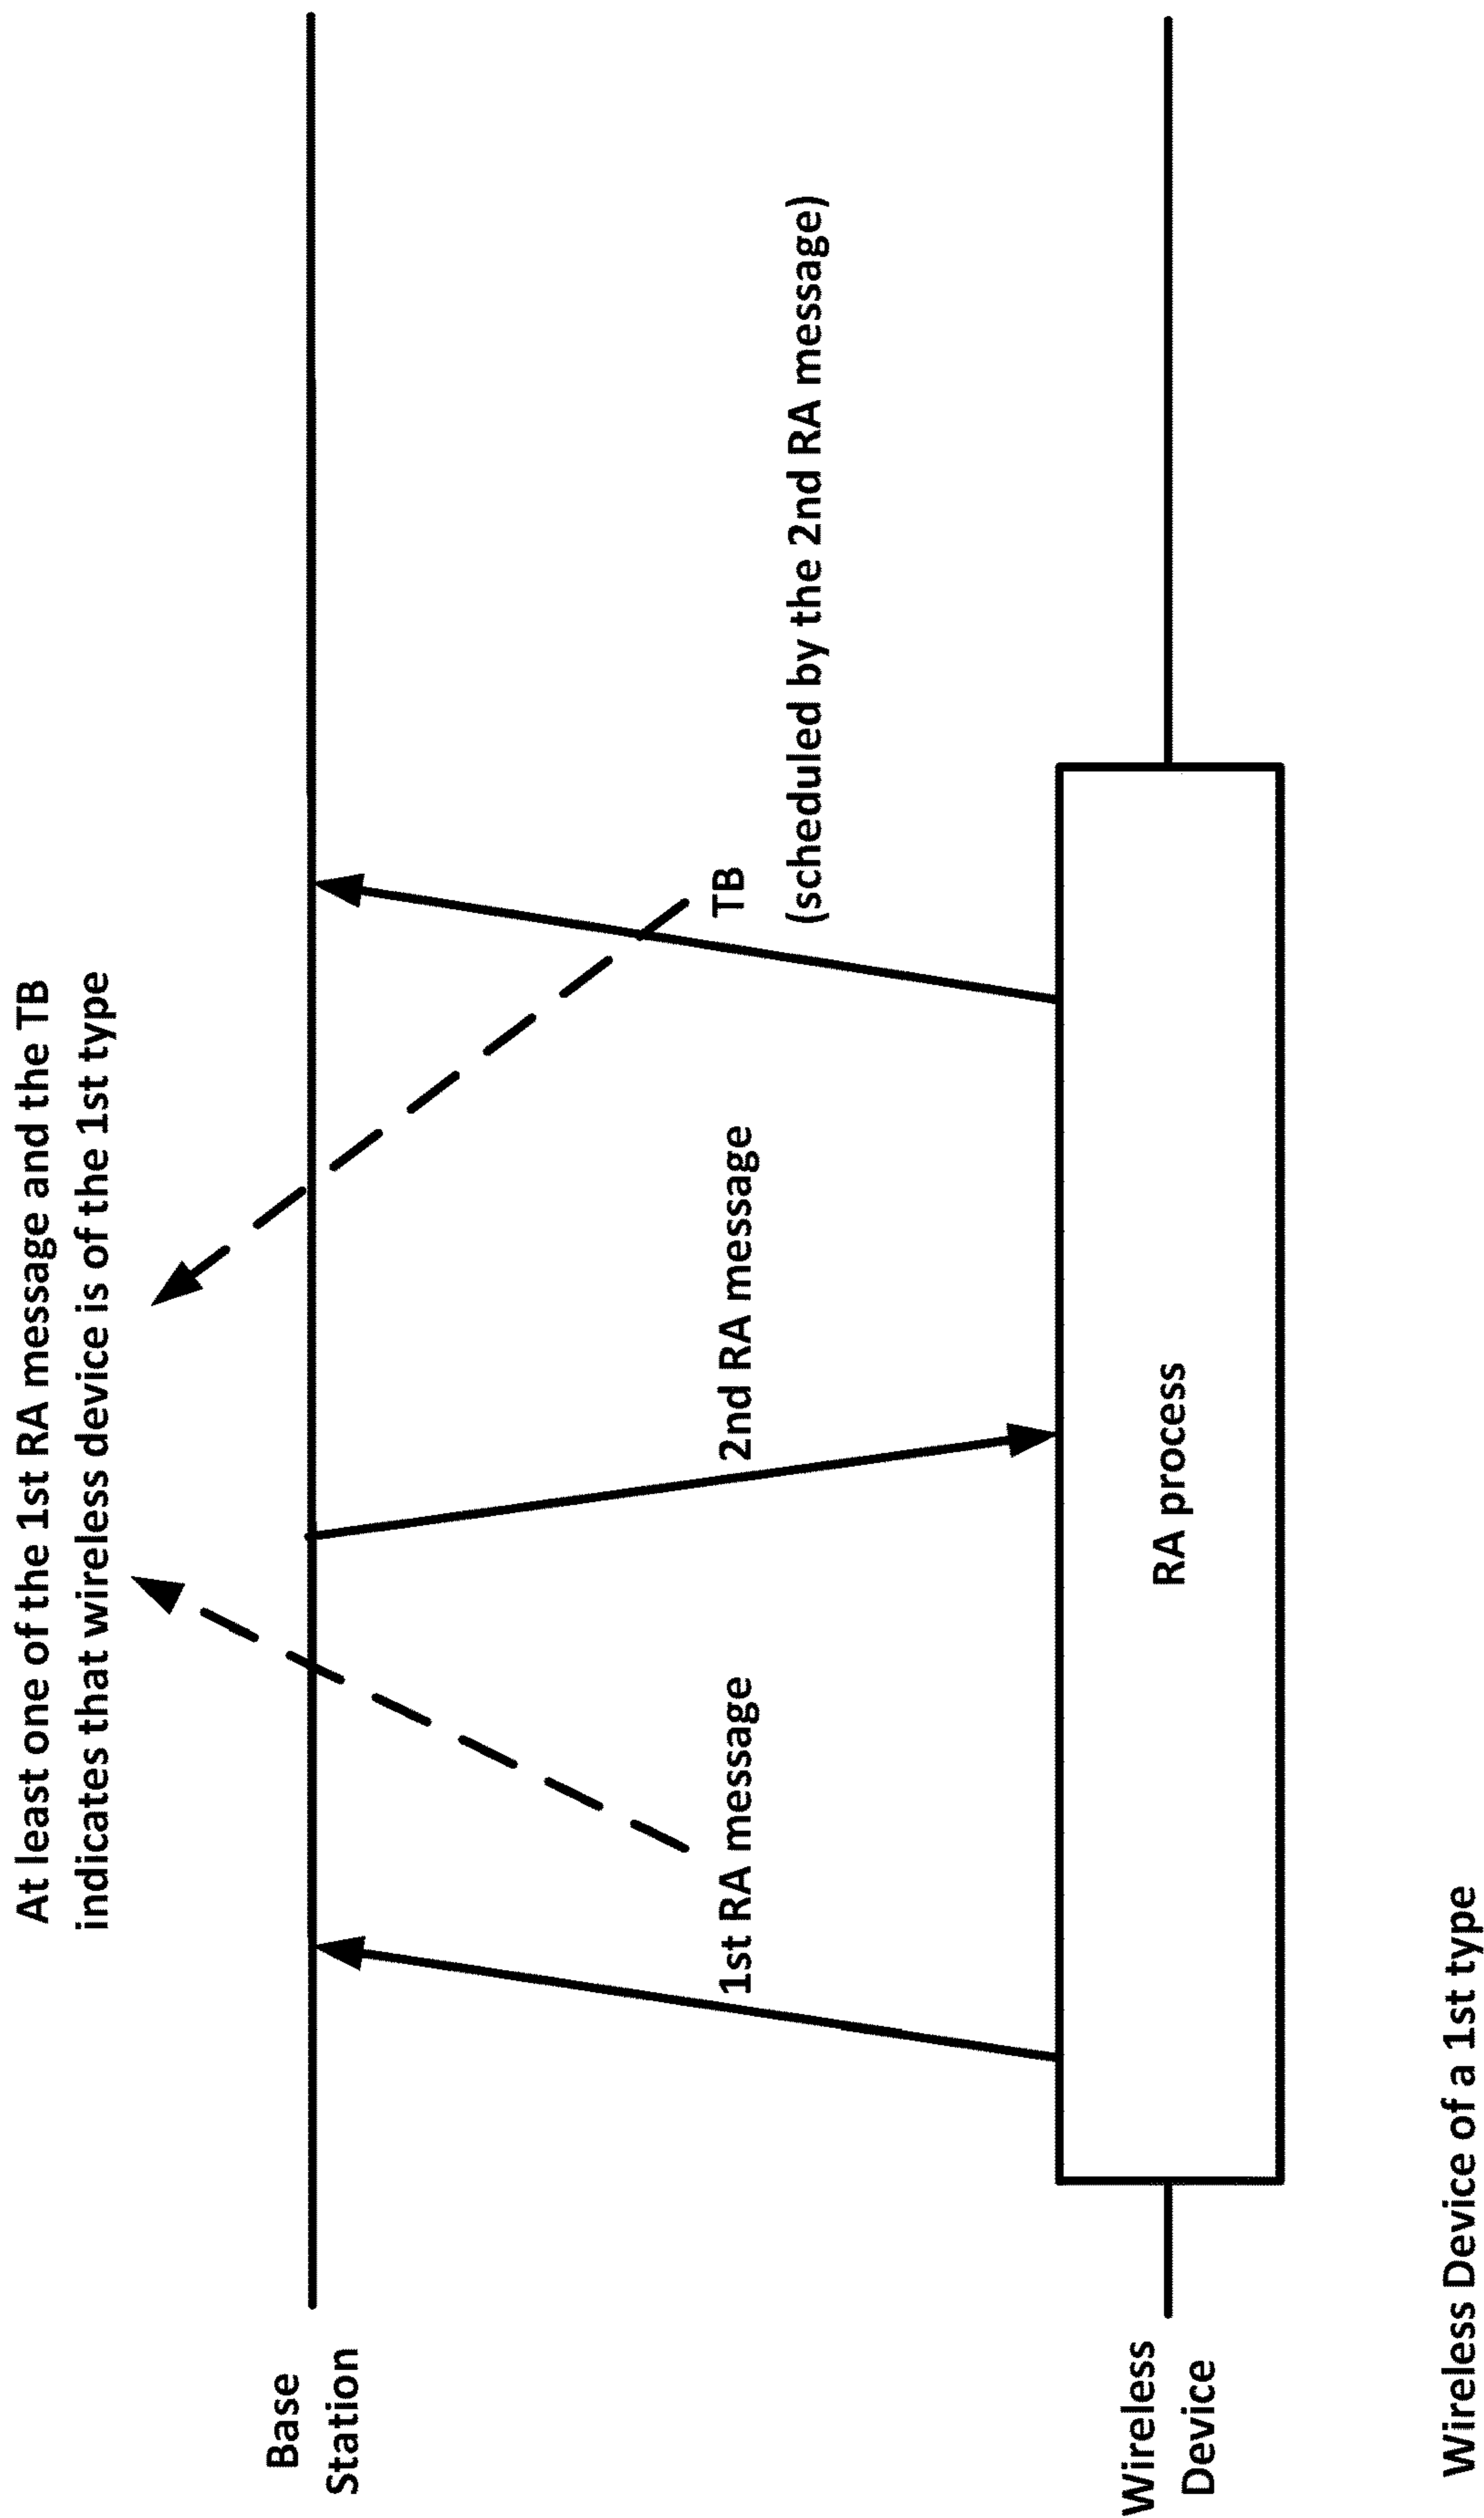 At least one of the 1st RA message and the TB
indicates that wireless device is of the 1st type
Base
Station
1st RA message
2nd RA message
TB
(scheduled by the 2nd RA message)
RA process
Wireless
Device
Wireless Device of a 1st type